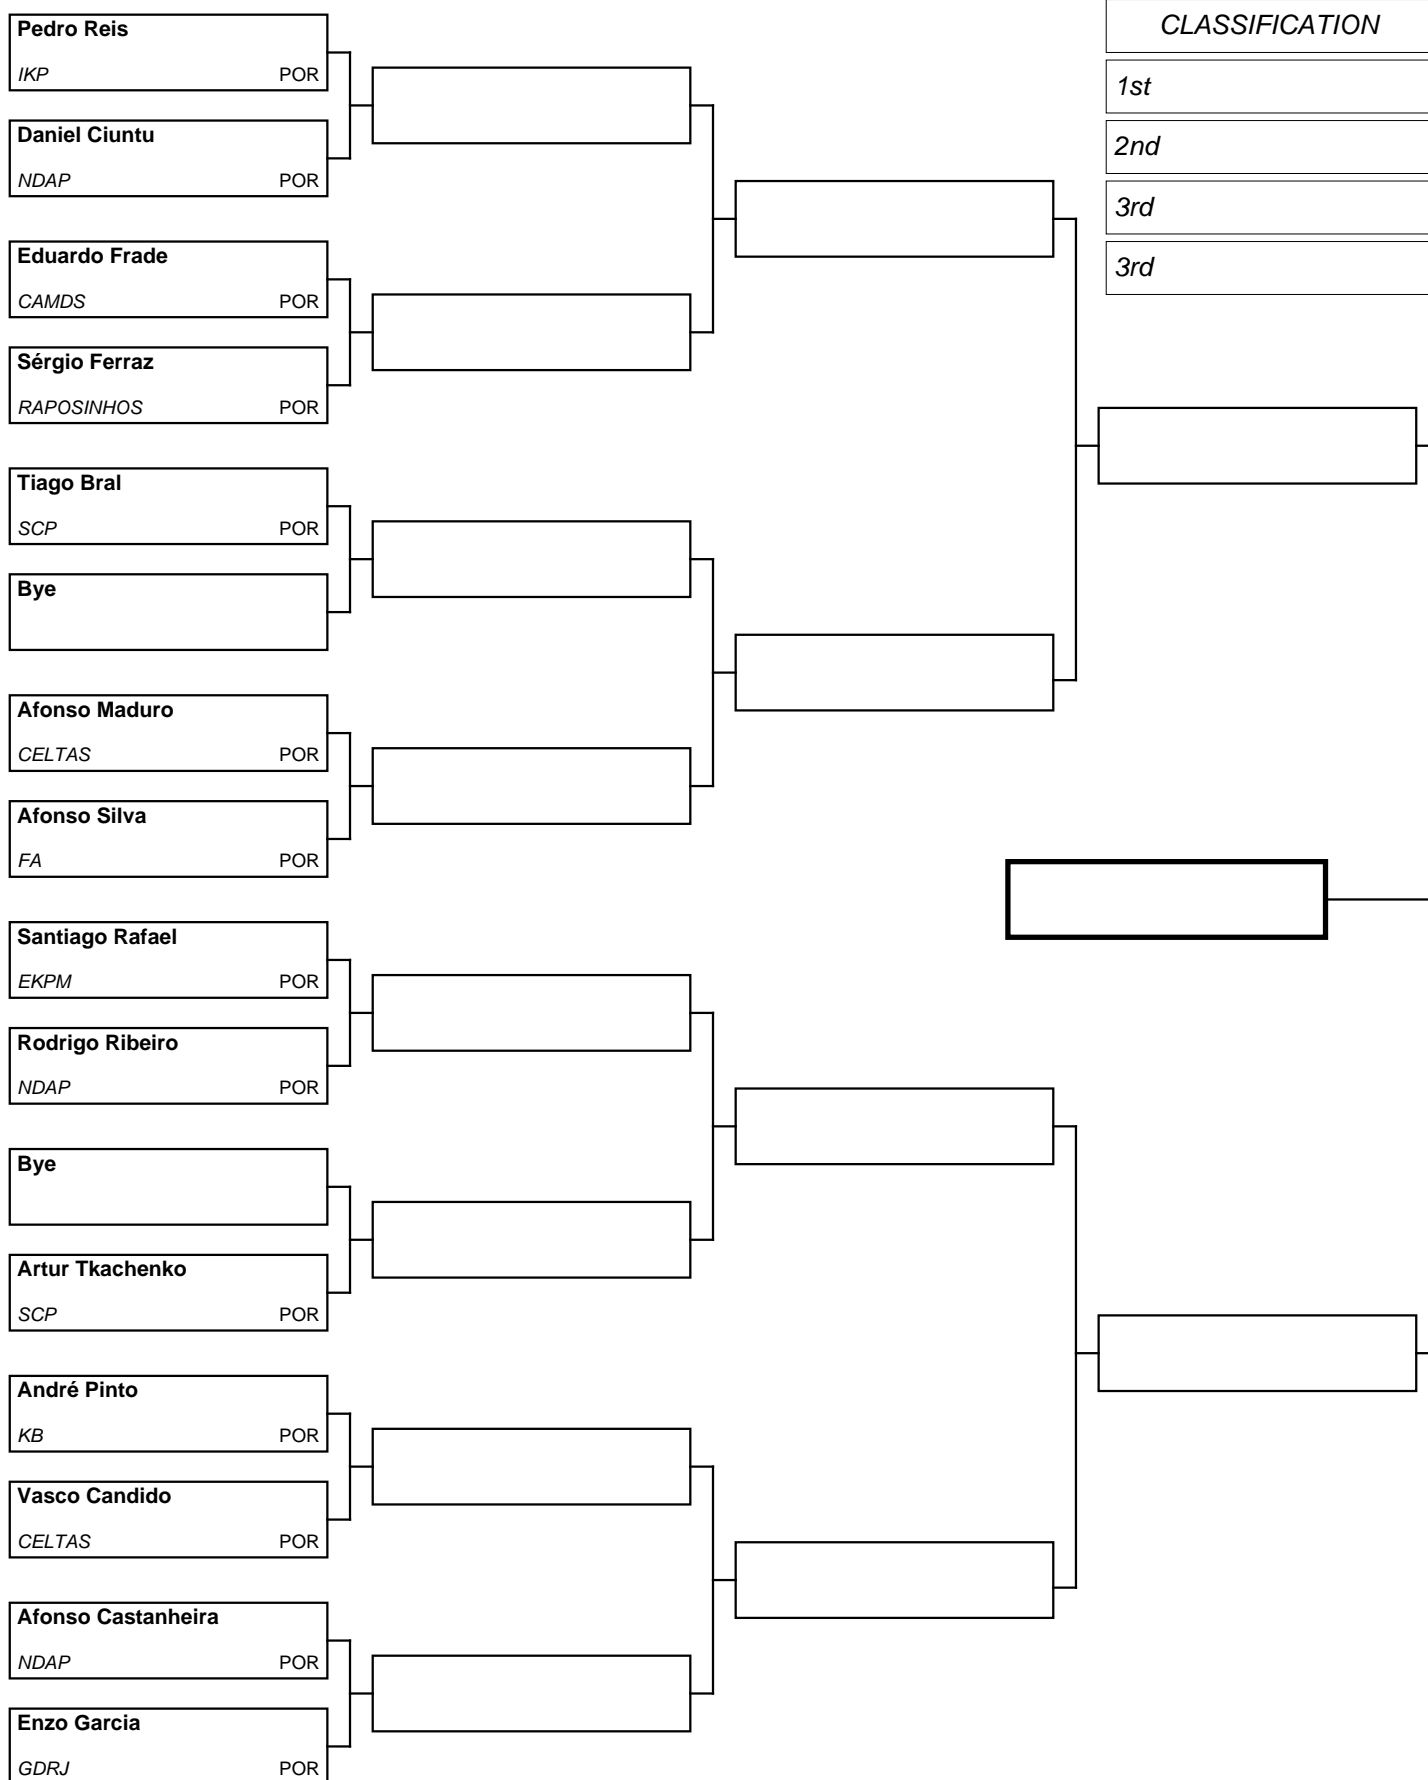 CLASSIFICATION
1st
2nd
3rd
3rd
Pedro Reis
IKP POR
Daniel Ciuntu
NDAP POR
Eduardo Frade
CAMDS POR
Sérgio Ferraz
RAPOSINHOS POR
Tiago Bral
SCP POR
Bye
Afonso Maduro
CELTAS POR
Afonso Silva
FA POR
Santiago Rafael
EKPM POR
Rodrigo Ribeiro
NDAP POR
Bye
Artur Tkachenko
SCP POR
André Pinto
KB POR
Vasco Candido
CELTAS POR
Afonso Castanheira
NDAP POR
Enzo Garcia
GDRJ POR